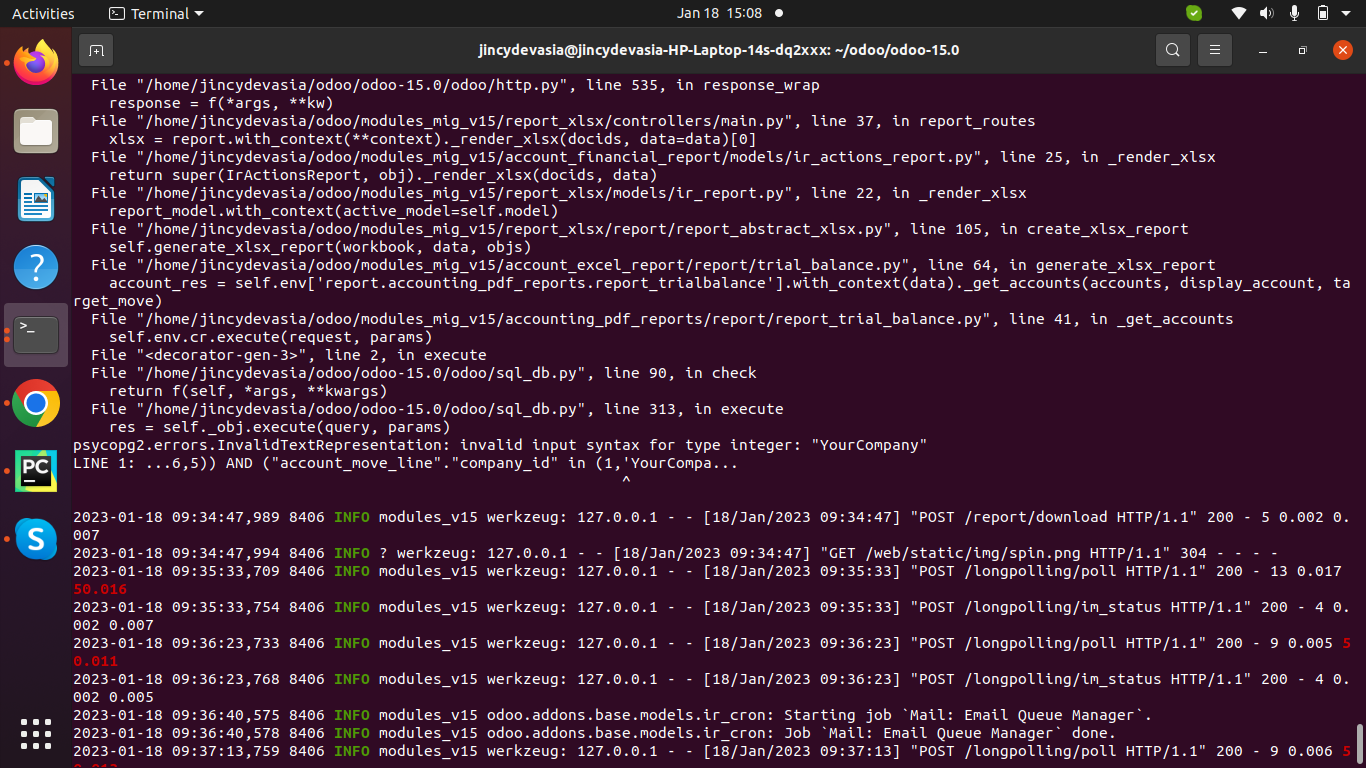 Activities
Terminal
Jan 18 15:08
jincydevasia@jincydevasia-HP-Laptop-14s-dq2xxx: ~/odoo/odoo-15.0
File "/home/jincydevasia/odoo/odoo-15.0/odoo/http.py", line 535, in response_wrap
response = f(*args, **kw)
File "/home/jincydevasia/odoo/modules_mig_v15/report_xlsx/controllers/main.py", line 37, in report_routes
xlsx = report.with_context(**context)._render_xlsx(docids, data=data)[0]
File "/home/jincydevasia/odoo/modules_mig_v15/account_financial_report/models/ir_actions_report.py", line 25, in _render_xlsx
return super(IrActionsReport, obj)._render_xlsx(docids, data)
File "/home/jincydevasia/odoo/modules_mig_v15/report_xlsx/models/ir_report.py", line 22, in _render_xlsx
report_model.with_context(active_model=self.model)
File "/home/jincydevasia/odoo/modules_mig_v15/report_xlsx/report/report_abstract_xlsx.py", line 105, in create_xlsx_report
self.generate_xlsx_report(workbook, data, objs)
File "/home/jincydevasia/odoo/modules_mig_v15/account_excel_report/report/trial_balance.py", line 64, in generate_xlsx_report
account_res = self.env['report.accounting_pdf_reports.report_trialbalance'].with_context(data)._get_accounts(accounts, display_account, ta
rget_move)
File "/home/jincydevasia/odoo/modules_mig_v15/accounting_pdf_reports/report/report_trial_balance.py", line 41, in _get_accounts
self.env.cr.execute(request, params)
File "<decorator-gen-3>", line 2, in execute
File "/home/jincydevasia/odoo/odoo-15.0/odoo/sql_db.py", line 90, in check
return f(self, *args, **kwargs)
File "/home/jincydevasia/odoo/odoo-15.0/odoo/sql_db.py", line 313, in execute
res = self._obj.execute(query, params)
psycopg2.errors.InvalidTextRepresentation: invalid input syntax for type integer: "YourCompany"
LINE 1: ...6,5)) AND ("account_move_line"."company_id" in (1,'YourCompa...
^
2023-01-18 09:34:47,989 8406 INFO modules_v15 werkzeug: 127.0.0.1 - - [18/Jan/2023 09:34:47] "POST /report/download HTTP/1.1" 200 - 5 0.002 0.
007
2023-01-18 09:34:47,994 8406 INFO ? werkzeug: 127.0.0.1 - - [18/Jan/2023 09:34:47] "GET /web/static/img/spin.png HTTP/1.1" 304 - - - -
2023-01-18 09:35:33,709 8406 INFO modules_v15 werkzeug: 127.0.0.1 - - [18/Jan/2023 09:35:33] "POST /longpolling/poll HTTP/1.1" 200 - 13 0.017
50.016
2023-01-18 09:35:33,754 8406 INFO modules_v15 werkzeug: 127.0.0.1 - - [18/Jan/2023 09:35:33] "POST /longpolling/im_status HTTP/1.1" 200 - 4 0.
002 0.007
2023-01-18 09:36:23,733 8406 INFO modules_v15 werkzeug: 127.0.0.1 - - [18/Jan/2023 09:36:23] "POST /longpolling/poll HTTP/1.1" 200 - 9 0.005 5
0.011
2023-01-18 09:36:23,768 8406 INFO modules_v15 werkzeug: 127.0.0.1 - - [18/Jan/2023 09:36:23] "POST /longpolling/im_status HTTP/1.1" 200 - 4 0.
002 0.005
2023-01-18 09:36:40,575 8406 INFO modules_v15 odoo.addons.base.models.ir_cron: Starting job `Mail: Email Queue Manager`.
2023-01-18 09:36:40,578 8406 INFO modules_v15 odoo.addons.base.models.ir_cron: Job `Mail: Email Queue Manager` done.
2023-01-18 09:37:13,759 8406 INFO modules_v15 werkzeug: 127.0.0.1 - - [18/Jan/2023 09:37:13] "POST /longpolling/poll HTTP/1.1" 200 - 9 0.006 5